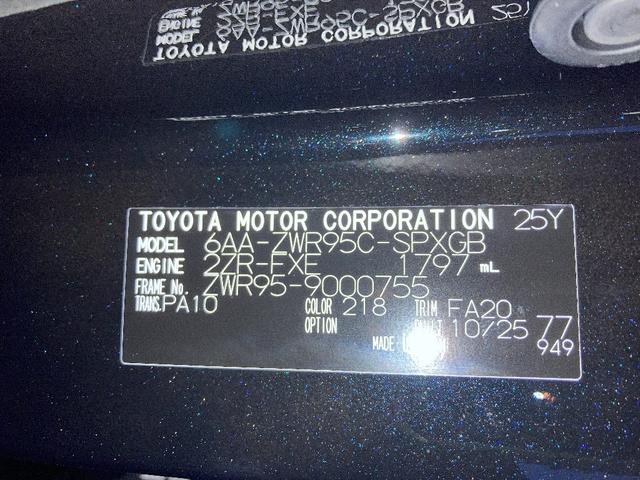 TOYOTA MOTOR CORPORATION 25Y
MODEL 6AA-ZWR95C-SPXGB
ENGINE 2ZR-FXE 1797 mL
FRAME No. ZWR95-9000755
TRANS. PA10 COLOR 218 TRIM FA20
OPTION BUILT 10/25 77
MADE 949